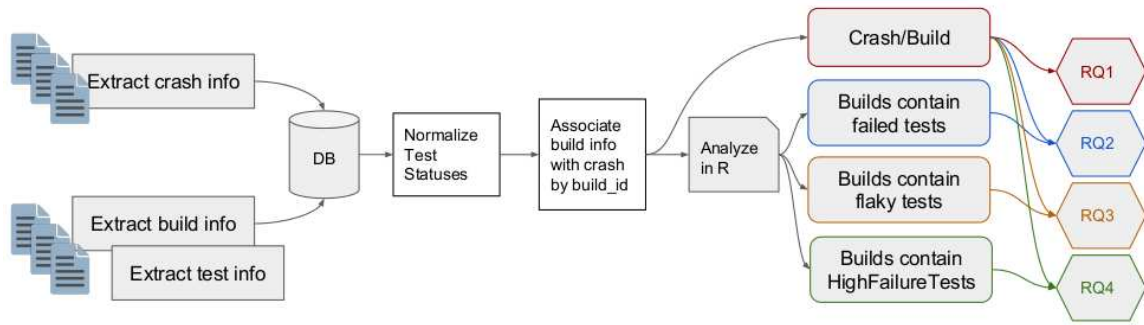 Extract crash info
Extract build info
Extract test info
DB
Normalize
Test
Statuses
Associate
build info
with crash
by build_id
Analyze
in R
Crash/Build
Builds contain
failed tests
Builds contain
flaky tests
Builds contain
HighFailureTests
RQ1
RQ2
RQ3
RQ4